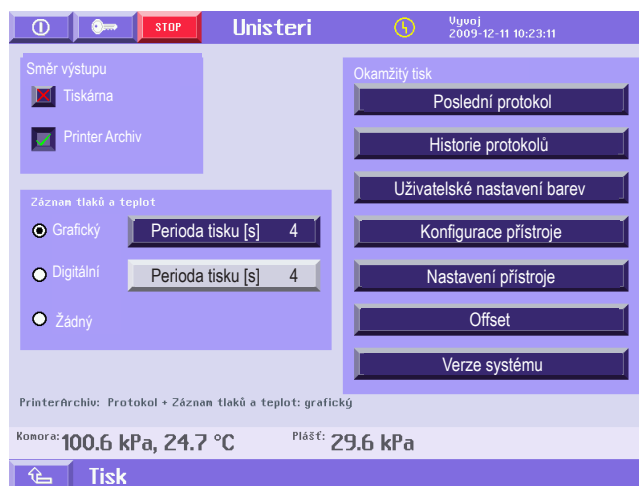 STOP
Unisteri
Vyvoj
2009-12-11 10:23:11
Směr výstupu
Tiskárna
Printer Archiv
Záznam tlaků a teplot
Grafický
Perioda tisku [s] 4
Digitální
Perioda tisku [s] 4
Žádný
Okamžitý tisk
Poslední protokol
Historie protokolů
Uživatelské nastavení barev
Konfigurace přístroje
Nastavení přístroje
Offset
Verze systému
PrinterArchiv: Protokol + Záznam tlaků a teplot: grafický
Komora: 100.6 kPa, 24.7 °C Plášť: 29.6 kPa
Tisk